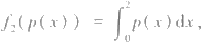 f₂(p(x)) = ∫₀² p(x) dx,